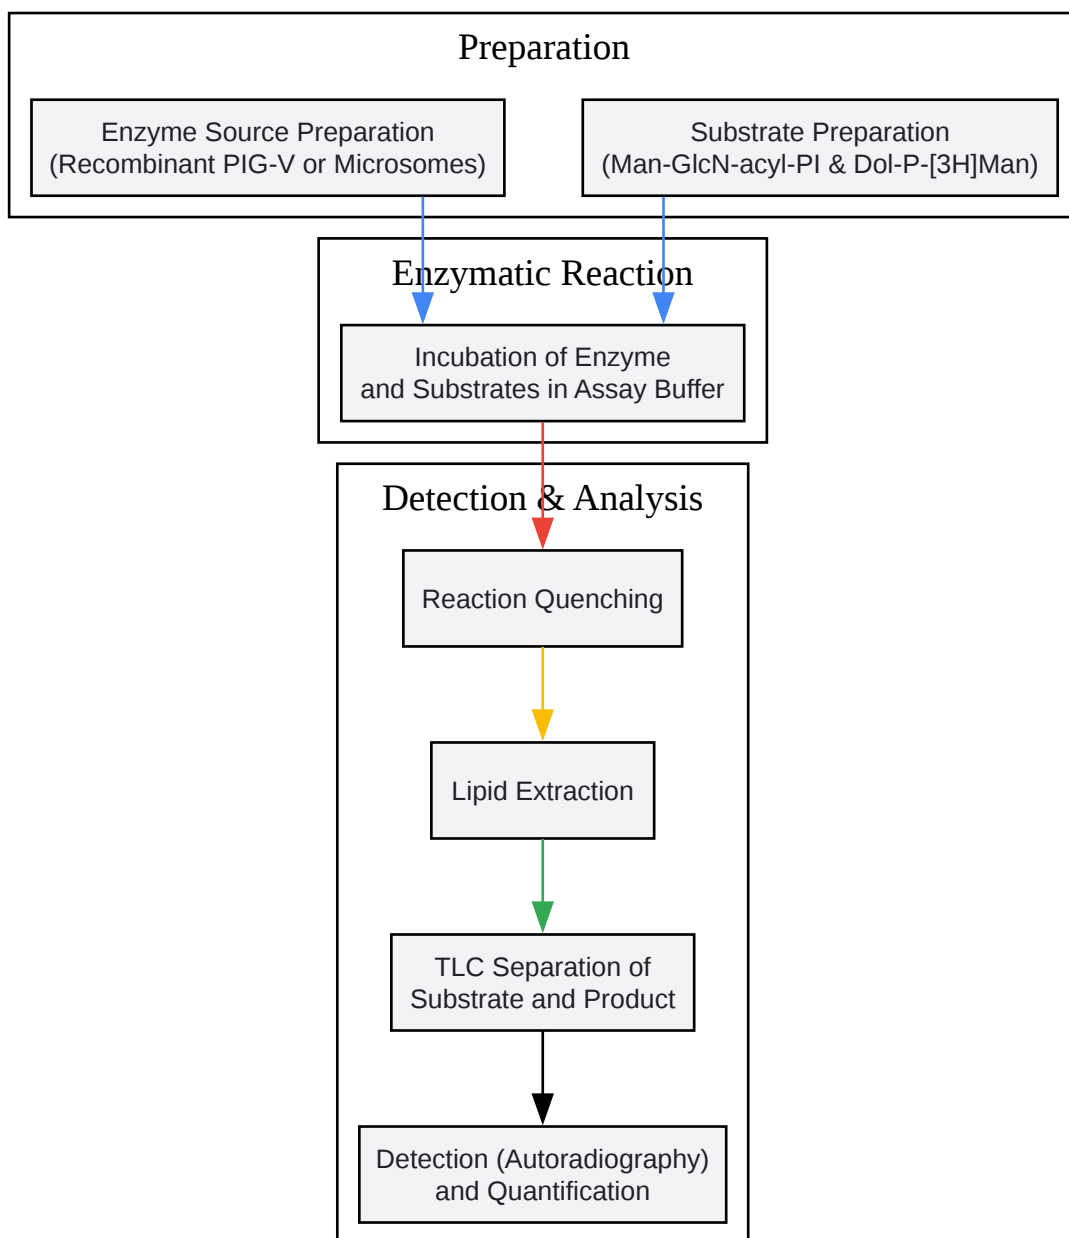 Preparation
Enzyme Source Preparation
(Recombinant PIG-V or Microsomes)
Substrate Preparation
(Man-GlcN-acyl-PI & Dol-P-[3H]Man)
Enzymatic Reaction
Incubation of Enzyme
and Substrates in Assay Buffer
Detection & Analysis
Reaction Quenching
Lipid Extraction
TLC Separation of
Substrate and Product
Detection (Autoradiography)
and Quantification